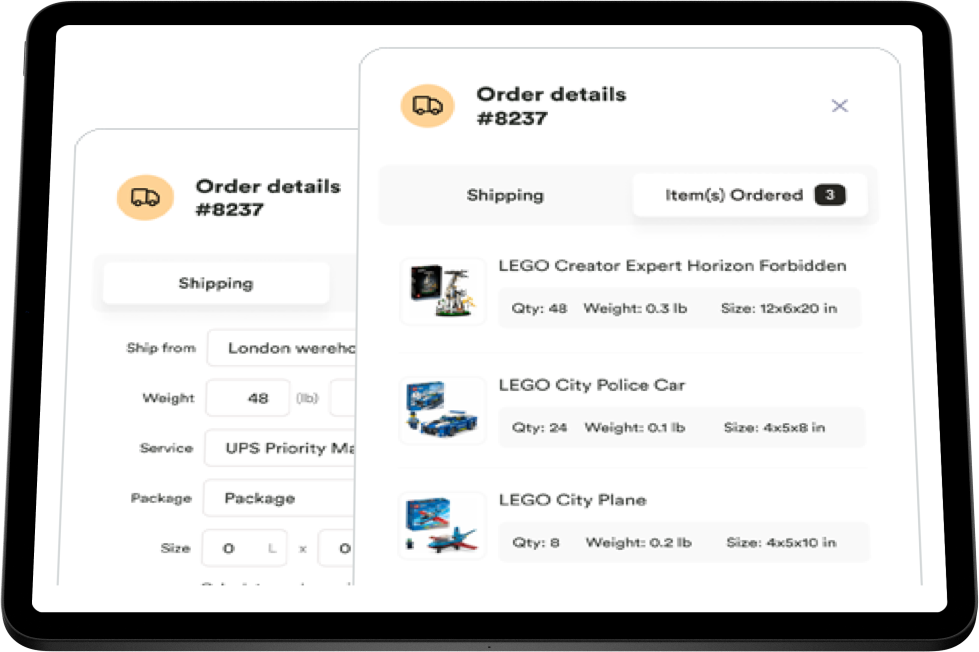 Order details
#8237
Shipping
Item(s) Ordered 3
LEGO Creator Expert Horizon Forbidden
Qty: 48 Weight: 0.3 lb Size: 12x6x20 in
LEGO City Police Car
Qty: 24 Weight: 0.1 lb Size: 4x5x8 in
LEGO City Plane
Qty: 8 Weight: 0.2 lb Size: 4x5x10 in
Order details
#8237
Shipping
Ship from London wereho
Weight 48 (lb)
Service UPS Priority Ma
Package Package
Size 0 L x 0